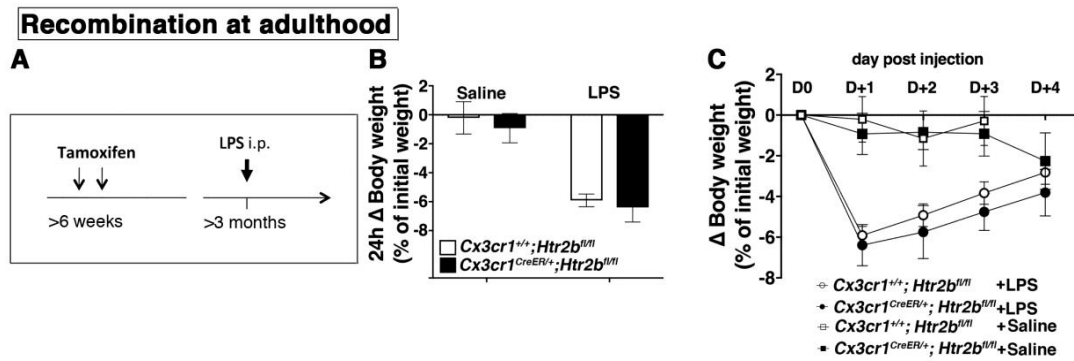 Recombination at adulthood
A
Tamoxifen
LPS i.p.
>6 weeks
>3 months
B
24h Δ Body weight
(% of initial weight)
Saline
LPS
2
0
-2
-4
-6
-8
Cx3cr1+/+;Htr2bfl/fl
Cx3cr1CreER/+;Htr2bfl/fl
C
day post injection
D0 D+1 D+2 D+3 D+4
Δ Body weight
(% of initial weight)
2
0
-2
-4
-6
-8
Cx3cr1+/+; Htr2bfl/fl +LPS
Cx3cr1CreER/+; Htr2bfl/fl +LPS
Cx3cr1+/+; Htr2bfl/fl +Saline
Cx3cr1CreER/+; Htr2bfl/fl +Saline